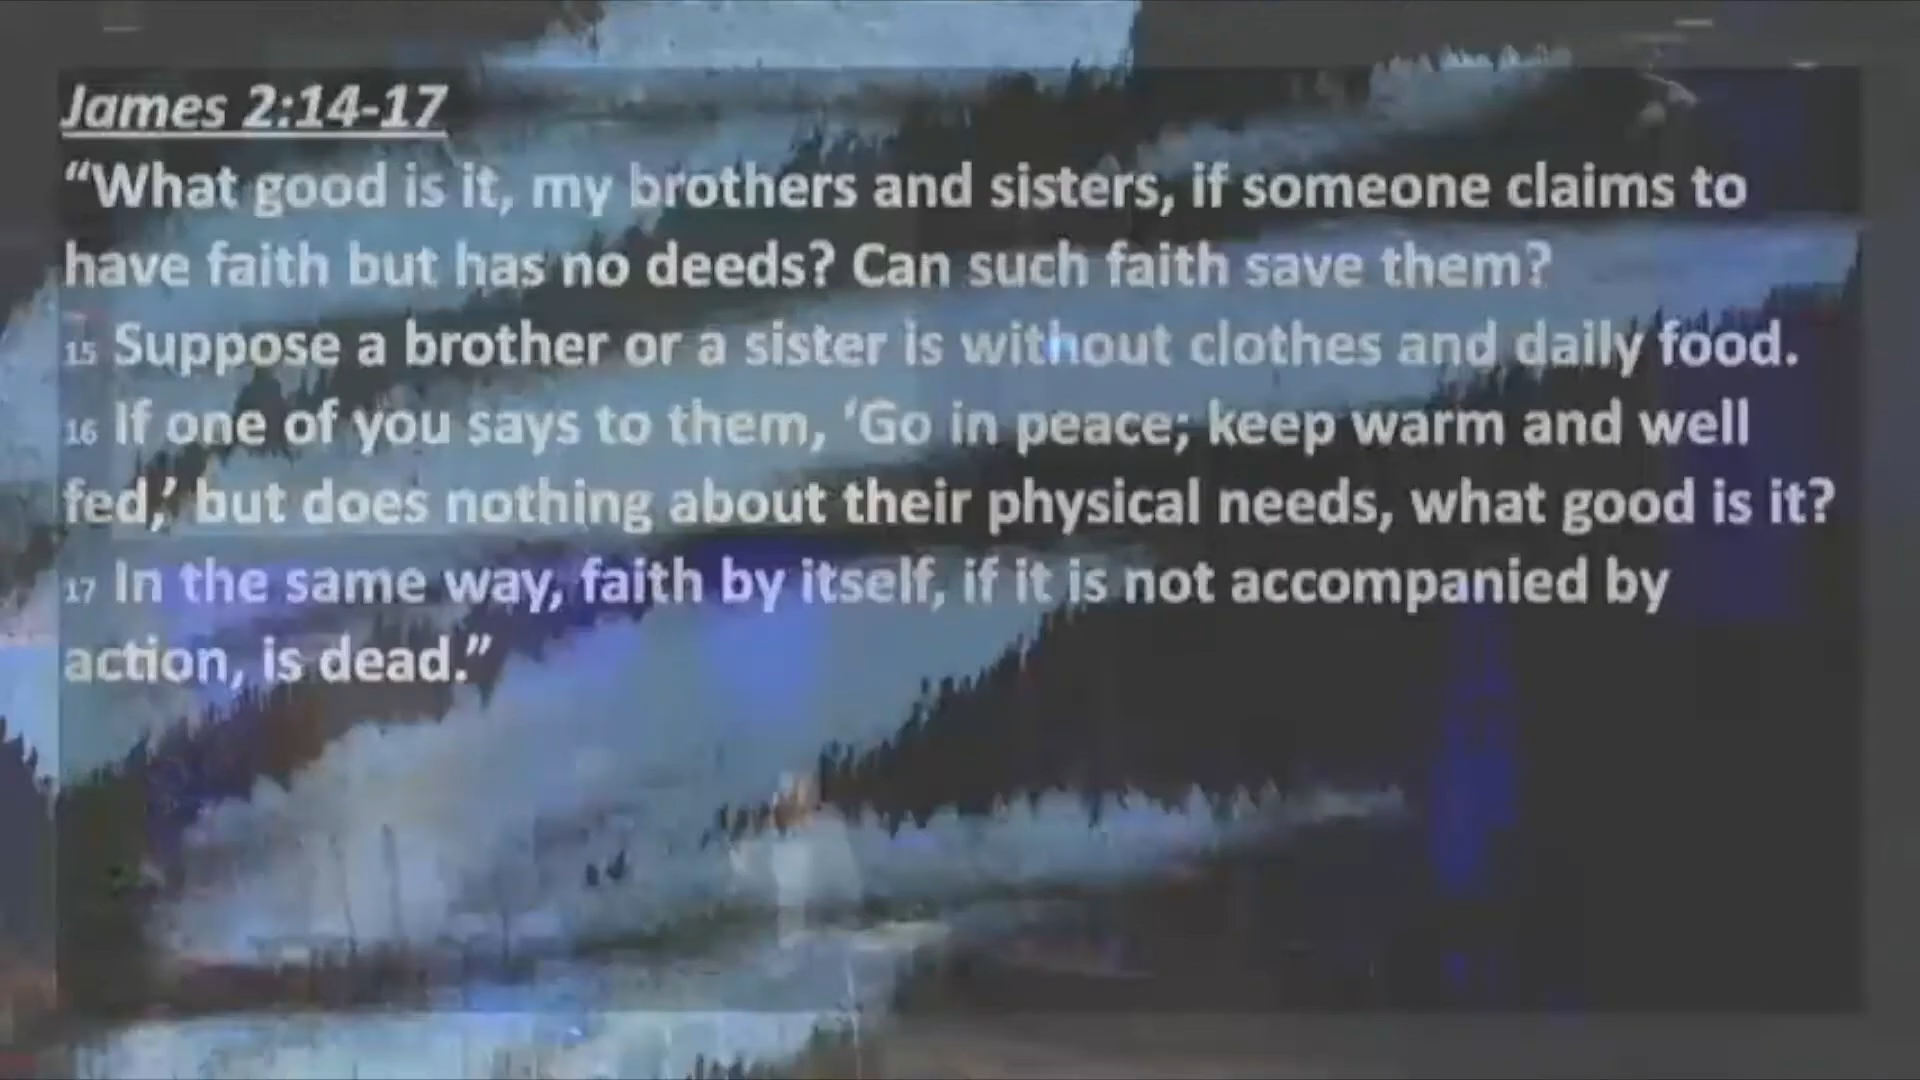 James 2:14-17
“What good is it, my brothers and sisters, if someone claims to
have faith but has no deeds? Can such faith save them?
15 Suppose a brother or a sister is without clothes and daily food.
16 If one of you says to them, ‘Go in peace; keep warm and well
fed,’ but does nothing about their physical needs, what good is it?
17 In the same way, faith by itself, if it is not accompanied by
action, is dead.”